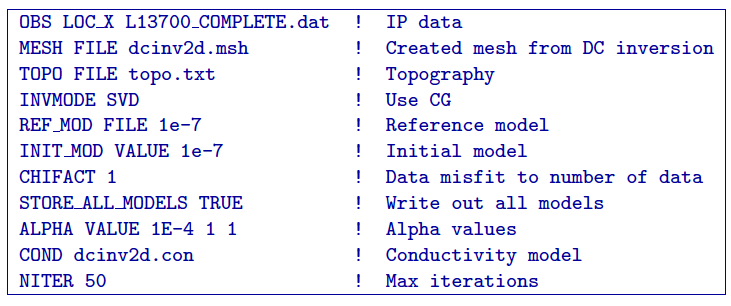 OBS LOC_X L13700_COMPLETE.dat ! IP data
MESH FILE dcinv2d.msh ! Created mesh from DC inversion
TOPO FILE topo.txt ! Topography
INVMODE SVD ! Use CG
REF_MOD FILE 1e-7 ! Reference model
INIT_MOD VALUE 1e-7 ! Initial model
CHIFACT 1 ! Data misfit to number of data
STORE_ALL_MODELS TRUE ! Write out all models
ALPHA VALUE 1E-4 1 1 ! Alpha values
COND dcinv2d.con ! Conductivity model
NITER 50 ! Max iterations